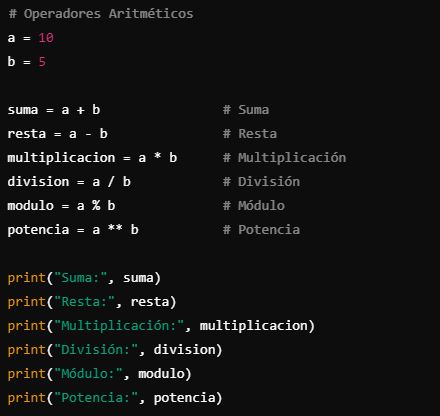 # Operadores Aritméticos
a = 10
b = 5
suma = a + b # Suma
resta = a - b # Resta
multiplicacion = a * b # Multiplicación
division = a / b # División
modulo = a % b # Módulo
potencia = a ** b # Potencia
print("Suma:", suma)
print("Resta:", resta)
print("Multiplicación:", multiplicacion)
print("División:", division)
print("Módulo:", modulo)
print("Potencia:", potencia)